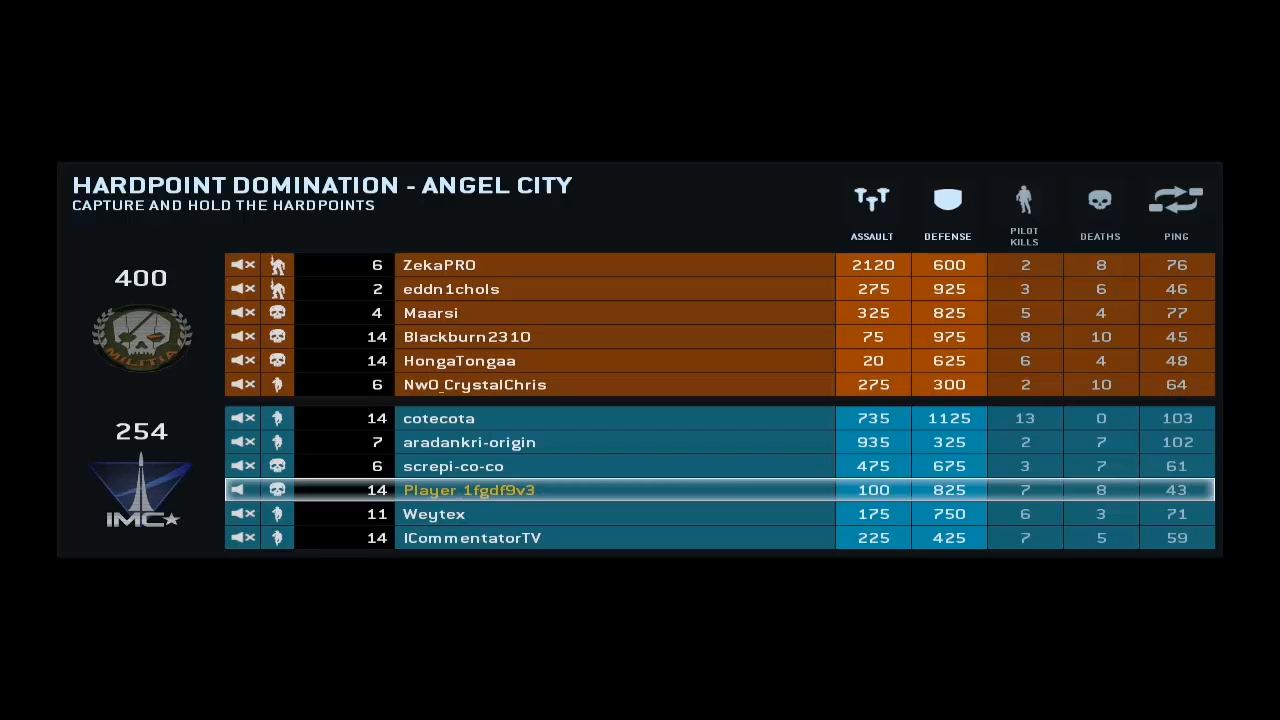 HARDPOINT DOMINATION - ANGEL CITY
CAPTURE AND HOLD THE HARDPOINTS
ASSAULT DEFENSE PILOT KILLS DEATHS PING
400
MILITIA
6 ZekaPRO 2120 600 2 8 76
2 eddn1chols 275 925 3 6 46
4 Maarsi 325 825 5 4 77
14 Blackburn2310 75 975 8 10 45
14 HongaTongaa 20 625 6 4 48
6 NwO_CrystalChris 275 300 2 10 64
254
IMC
14 cotecota 735 1125 13 0 103
7 aradankri-origin 935 325 2 7 102
6 screpi-co-co 475 675 3 7 61
14 Player 1fgdf9v3 100 825 7 8 43
11 Weytex 175 750 6 3 71
14 ICommentatorTV 225 425 7 5 59